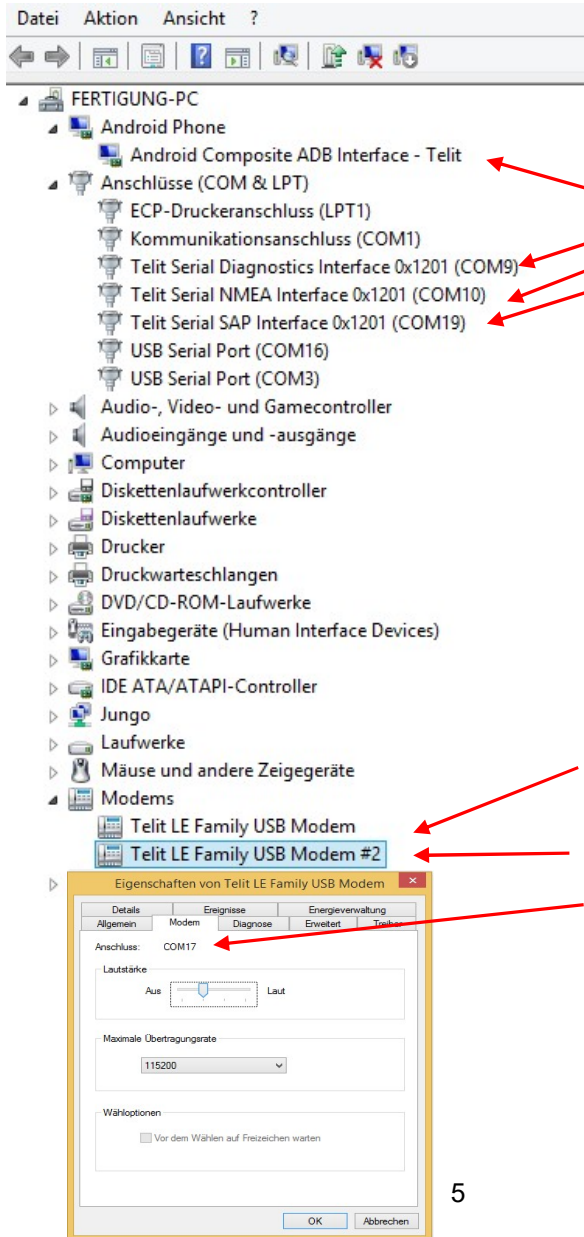 Datei Aktion Ansicht ?
FERTIGUNG-PC
Android Phone
Android Composite ADB Interface - Telit
Anschlüsse (COM & LPT)
ECP-Druckeranschluss (LPT1)
Kommunikationsanschluss (COM1)
Telit Serial Diagnostics Interface 0x1201 (COM9)
Telit Serial NMEA Interface 0x1201 (COM10)
Telit Serial SAP Interface 0x1201 (COM19)
USB Serial Port (COM16)
USB Serial Port (COM3)
Audio-, Video- und Gamecontroller
Audioeingänge und -ausgänge
Computer
Diskettenlaufwerkcontroller
Diskettenlaufwerke
Drucker
Druckwarteschlangen
DVD/CD-ROM-Laufwerke
Eingabegeräte (Human Interface Devices)
Grafikkarte
IDE ATA/ATAPI-Controller
Jungo
Laufwerke
Mäuse und andere Zeigegeräte
Modems
Telit LE Family USB Modem
Telit LE Family USB Modem #2
Eigenschaften von Telit LE Family USB Modem
Details Ereignisse Energieverwaltung
Allgemein Modem Diagnose Erweitert Treiber
Anschluss: COM17
Lautstärke
Aus Laut
Maximale Übertragungsrate
115200
Wähloptionen
Vor dem Wählen auf Freizeichen warten
5
OK Abbrechen